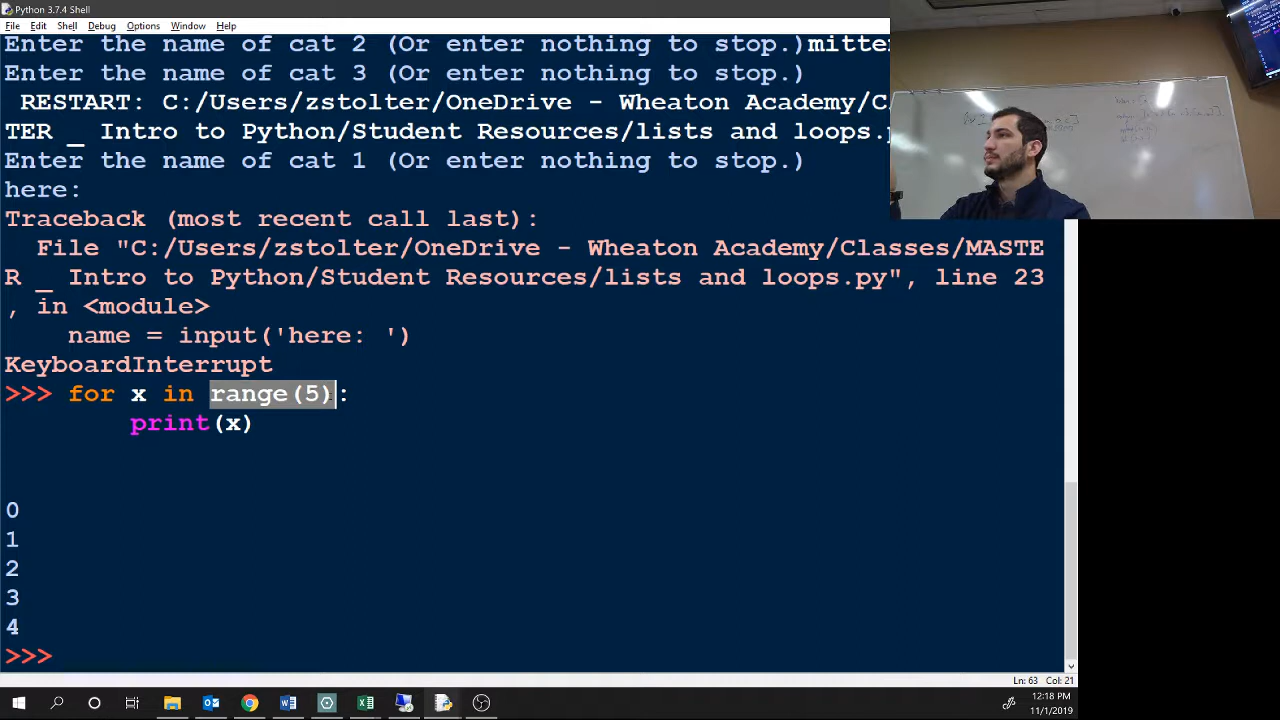 Python 3.7.4 Shell
File Edit Shell Debug Options Window Help
Enter the name of cat 2 (Or enter nothing to stop.)mitte
Enter the name of cat 3 (Or enter nothing to stop.)
RESTART: C:/Users/zstolter/OneDrive - Wheaton Academy/C
TER _ Intro to Python/Student Resources/lists and loops.p
Enter the name of cat 1 (Or enter nothing to stop.)
here:
Traceback (most recent call last):
File "C:/Users/zstolter/OneDrive - Wheaton Academy/Classes/MASTE
R _ Intro to Python/Student Resources/lists and loops.py", line 23
, in <module>
name = input('here: ')
KeyboardInterrupt
>>> for x in range(5):
print(x)
0
1
2
3
4
>>>
Ln: 63 Col: 21
12:18 PM
11/1/2019